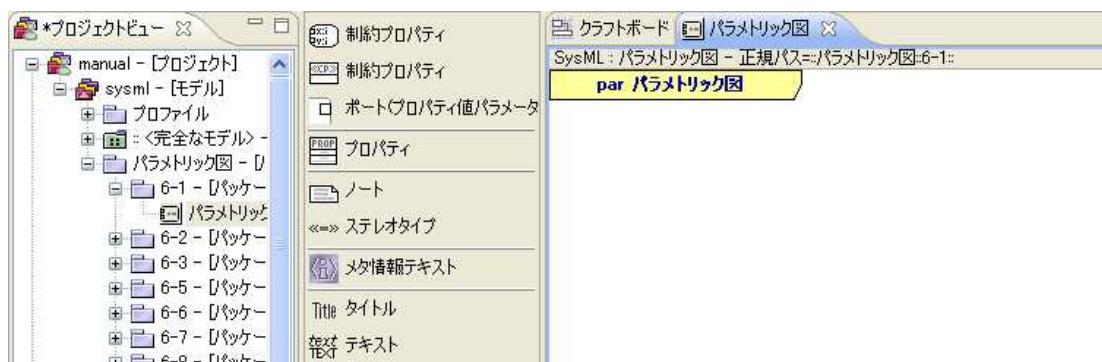 *プロジェクトビュー
manual - [プロジェクト]
sysml - [モデル]
プロファイル
:: <完全なモデル> -
パラメトリック図 - [パ
6-1 - [パッケー
パラメトリック
6-2 - [パッケー
6-3 - [パッケー
6-5 - [パッケー
6-6 - [パッケー
6-7 - [パッケー
制約プロパティ
制約プロパティ
ポート(プロパティ値パラメータ
PROP プロパティ
ノート
«=» ステレオタイプ
メタ情報テキスト
Title タイトル
TEXT テキスト
クラフトボード
パラメトリック図
SysML : パラメトリック図 - 正規パス=::パラメトリック図::6-1::
par パラメトリック図